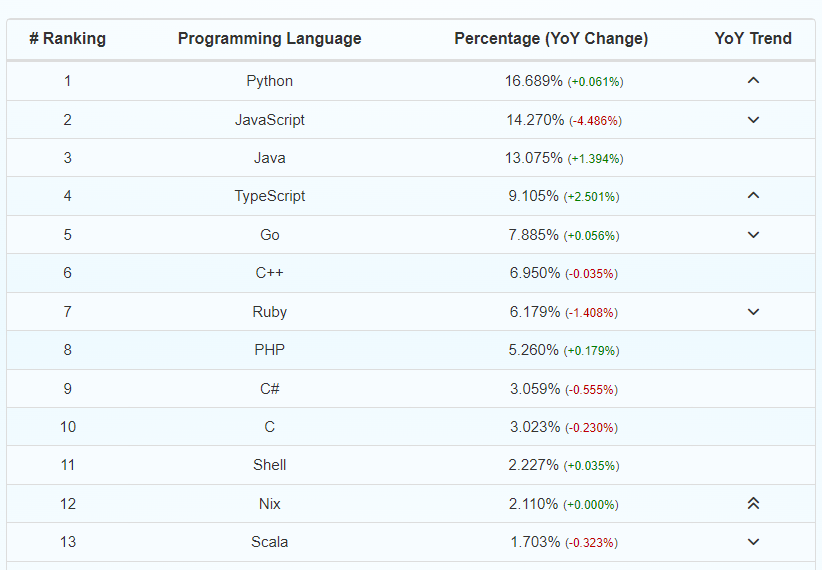 # Ranking Programming Language Percentage (YoY Change) YoY Trend
1 Python 16.689% (+0.061%)
2 JavaScript 14.270% (-4.486%)
3 Java 13.075% (+1.394%)
4 TypeScript 9.105% (+2.501%)
5 Go 7.885% (+0.056%)
6 C++ 6.950% (-0.035%)
7 Ruby 6.179% (-1.408%)
8 PHP 5.260% (+0.179%)
9 C# 3.059% (-0.555%)
10 C 3.023% (-0.230%)
11 Shell 2.227% (+0.035%)
12 Nix 2.110% (+0.000%)
13 Scala 1.703% (-0.323%)